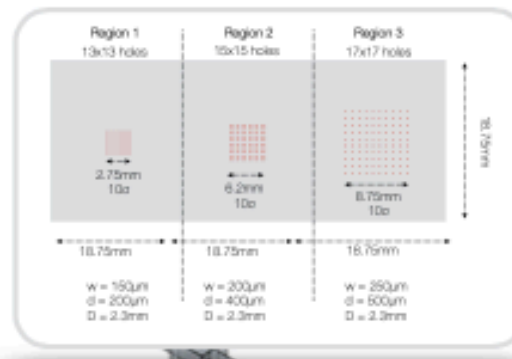 Region 1
13x13 holes
Region 2
15x15 holes
Region 3
17x17 holes
2.75mm
10σ
6.2mm
10σ
8.75mm
10σ
18.75mm
18.75mm
18.75mm
18.75mm
w = 150μm
d = 200μm
D = 2.3mm
w = 200μm
d = 400μm
D = 2.3mm
w = 250μm
d = 500μm
D = 2.3mm